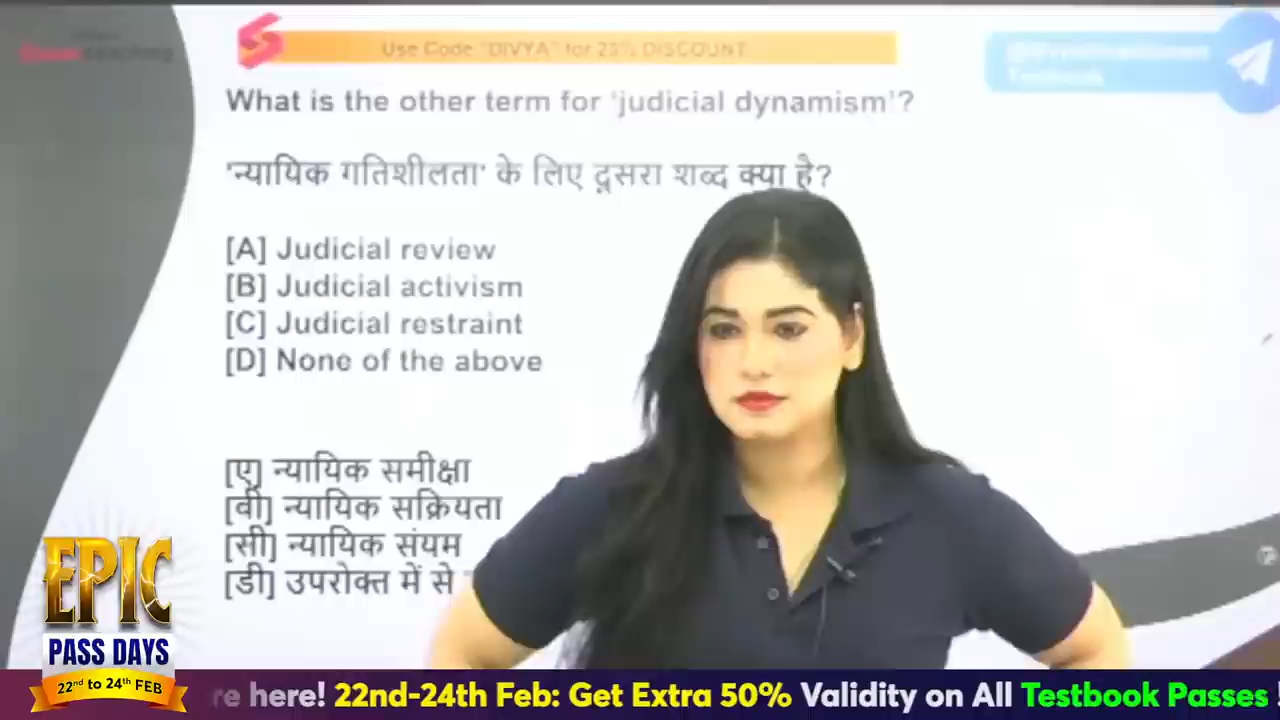 Use Code "DIVYA" for 23% DISCOUNT
Testbook
What is the other term for 'judicial dynamism'?
'न्यायिक गतिशीलता' के लिए दूसरा शब्द क्या है?
[A] Judicial review
[B] Judicial activism
[C] Judicial restraint
[D] None of the above
[ए] न्यायिक समीक्षा
[वी] न्यायिक सक्रियता
[सी] न्यायिक संयम
[डी] उपरोक्त में से
EPIC
PASS DAYS
22nd to 24th FEB
re here! 22nd-24th Feb: Get Extra 50% Validity on All Testbook Passes